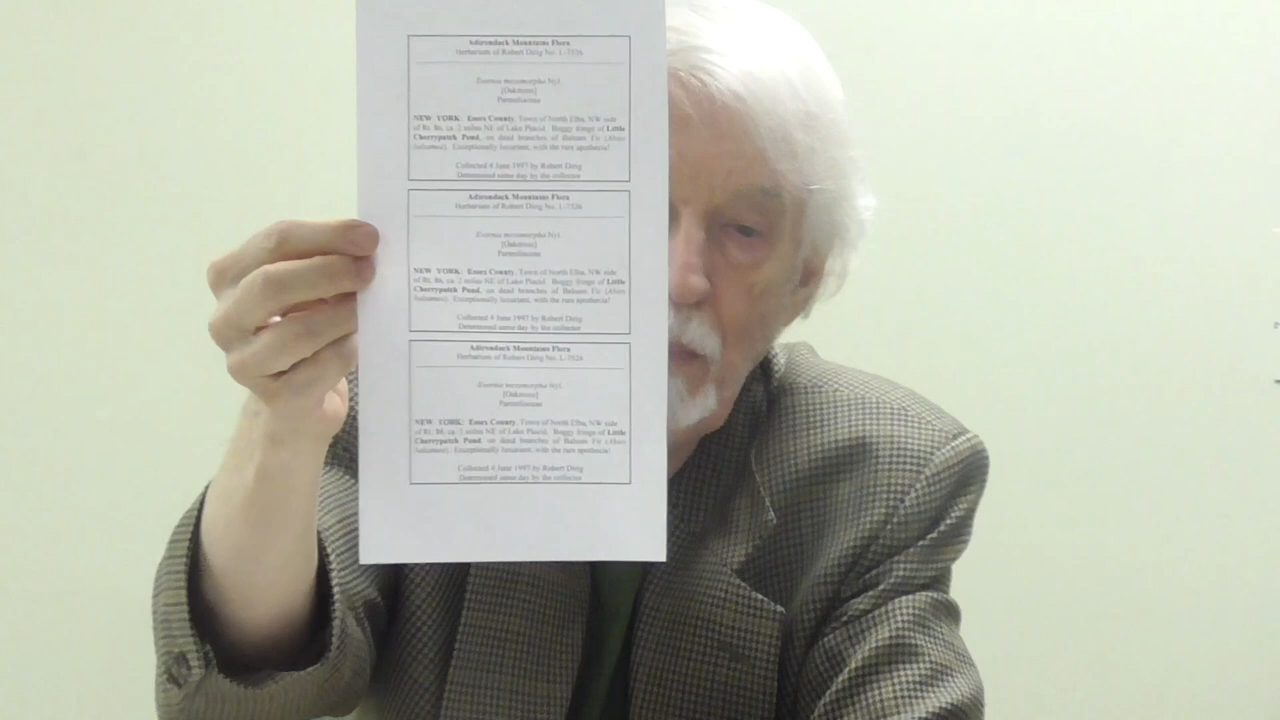 Adirondack Mountains Flora
Herbarium of Robert Dirig No. L-7526
Evernia mesomorpha Nyl.
[Oakmoss]
Parmeliaceae
NEW YORK: Essex County, Town of North Elba, NW side
of Rt. 86, ca. 2 miles NE of Lake Placid. Boggy fringe of Little
Cherrypatch Pond, on dead branches of Balsam Fir (Abies
balsamea). Exceptionally luxuriant, with the rare apothecia!
Collected 4 June 1997 by Robert Dirig
Determined same day by the collector
Adirondack Mountains Flora
Herbarium of Robert Dirig No. L-7526
Evernia mesomorpha Nyl.
[Oakmoss]
Parmeliaceae
NEW YORK: Essex County, Town of North Elba, NW side
of Rt. 86, ca. 2 miles NE of Lake Placid. Boggy fringe of Little
Cherrypatch Pond, on dead branches of Balsam Fir (Abies
balsamea). Exceptionally luxuriant, with the rare apothecia!
Collected 4 June 1997 by Robert Dirig
Determined same day by the collector
Adirondack Mountains Flora
Herbarium of Robert Dirig No. L-7526
Evernia mesomorpha Nyl.
[Oakmoss]
Parmeliaceae
NEW YORK: Essex County, Town of North Elba, NW side
of Rt. 86, ca. 2 miles NE of Lake Placid. Boggy fringe of Little
Cherrypatch Pond, on dead branches of Balsam Fir (Abies
balsamea). Exceptionally luxuriant, with the rare apothecia!
Collected 4 June 1997 by Robert Dirig
Determined same day by the collector